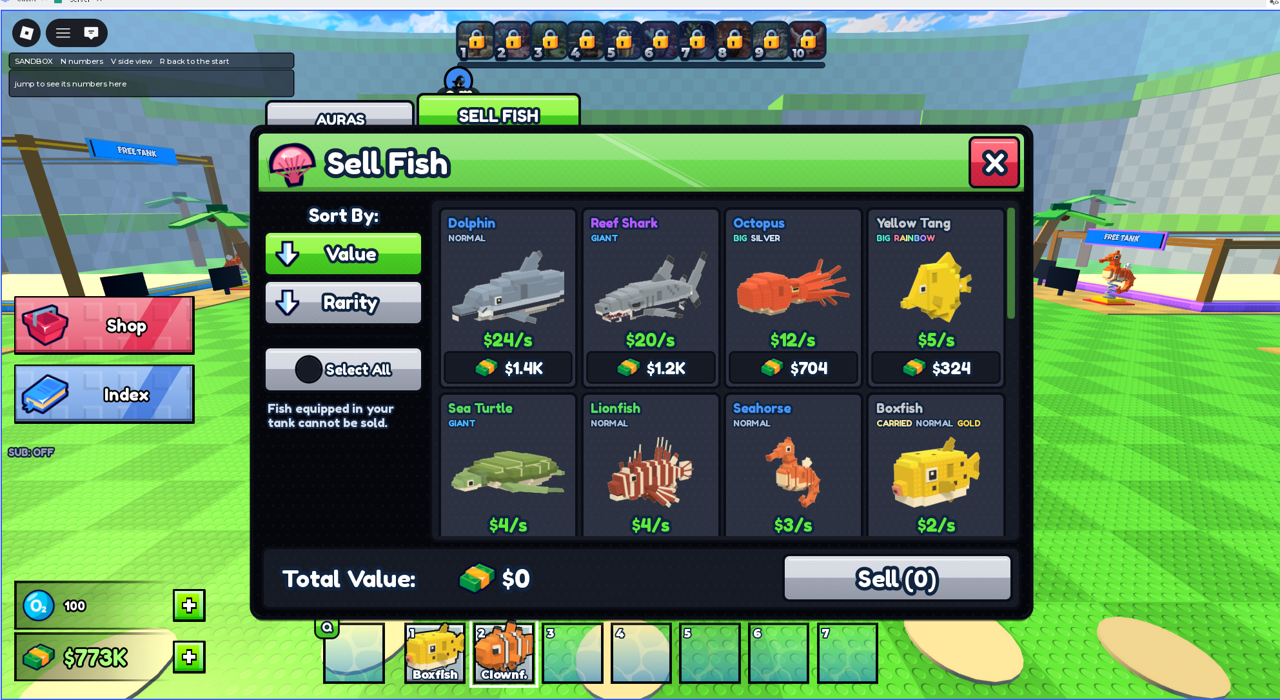 1 2 3 4 5 6 7 8 9 10
SANDBOX N numbers V side view R back to the start
jump to see its numbers here
AURAS
SELL FISH
FREE TANK
Sell Fish
Sort By:
Value
Rarity
Select All
Fish equipped in your
tank cannot be sold.
Dolphin
NORMAL
$24/s
$1.4K
Reef Shark
GIANT
$20/s
$1.2K
Octopus
BIG SILVER
$12/s
$704
Yellow Tang
BIG RAINBOW
$5/s
$324
Sea Turtle
GIANT
$4/s
Lionfish
NORMAL
$4/s
Seahorse
NORMAL
$3/s
Boxfish
CARRIED NORMAL GOLD
$2/s
FREE TANK
Shop
Index
SUB: OFF
Total Value:
$0
Sell (0)
O2 100
$773K
Q
1
Boxfish
2
Clownf.
3
4
5
6
7